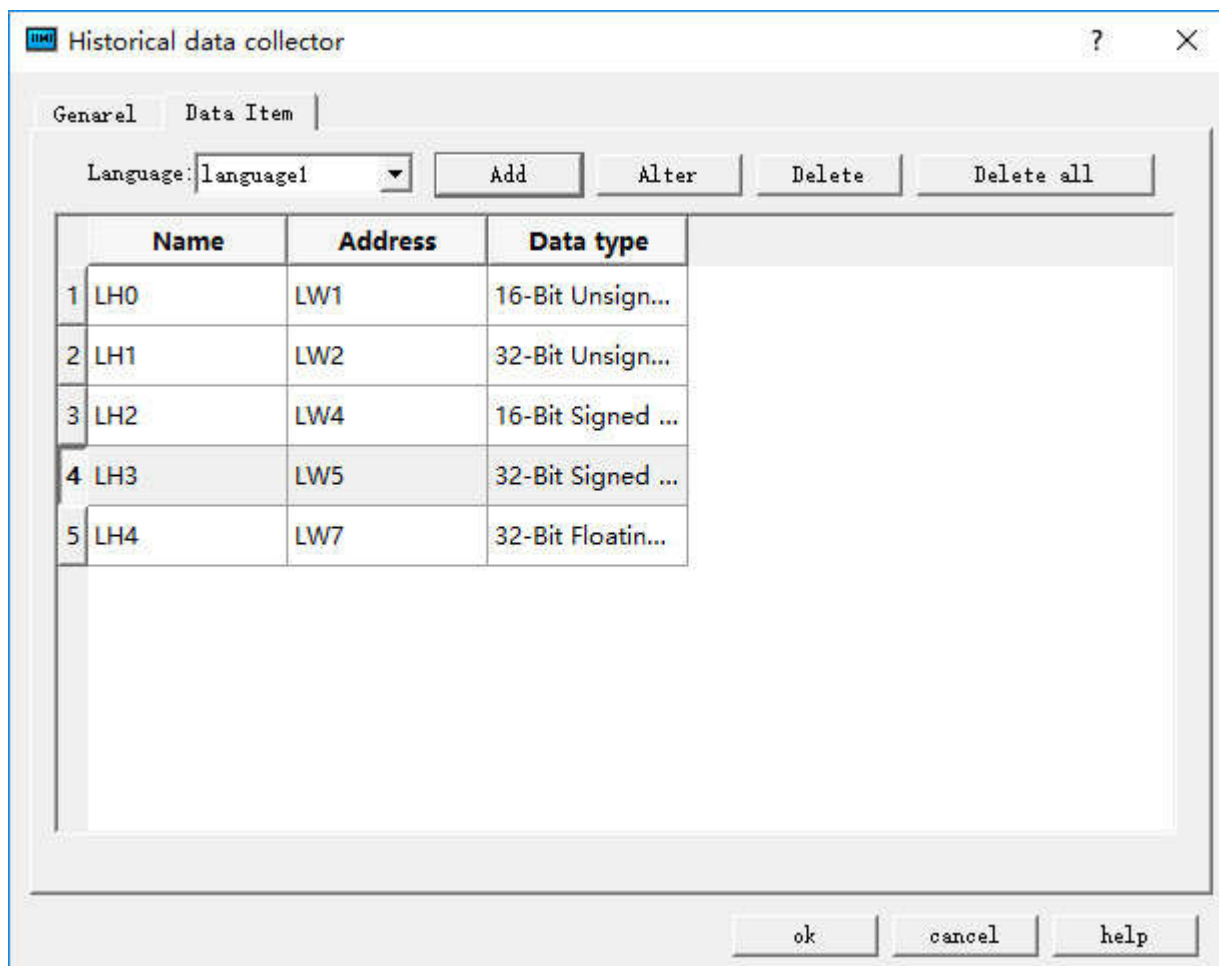 HMI Historical data collector ? ×
Genarel Data Item
Language: language1 Add Alter Delete Delete all
Name Address Data type
1 LH0 LW1 16-Bit Unsign...
2 LH1 LW2 32-Bit Unsign...
3 LH2 LW4 16-Bit Signed ...
4 LH3 LW5 32-Bit Signed ...
5 LH4 LW7 32-Bit Floatin...
ok cancel help